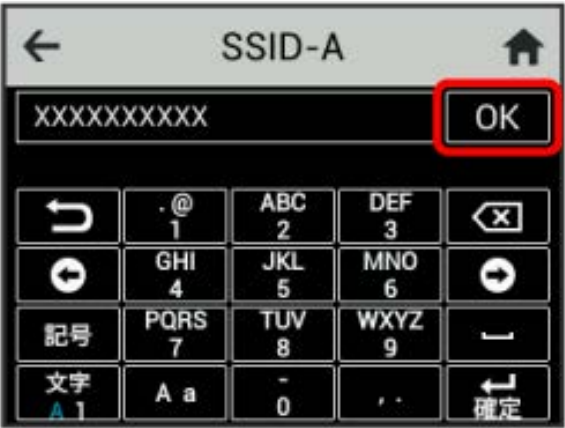 SSID-A
XXXXXXXXXX OK
.@ ABC DEF
1 2 3
GHI JKL MNO
4 5 6
記号 PQRS TUV WXYZ
7 8 9
文字 A a - , . 確定
A 1 0